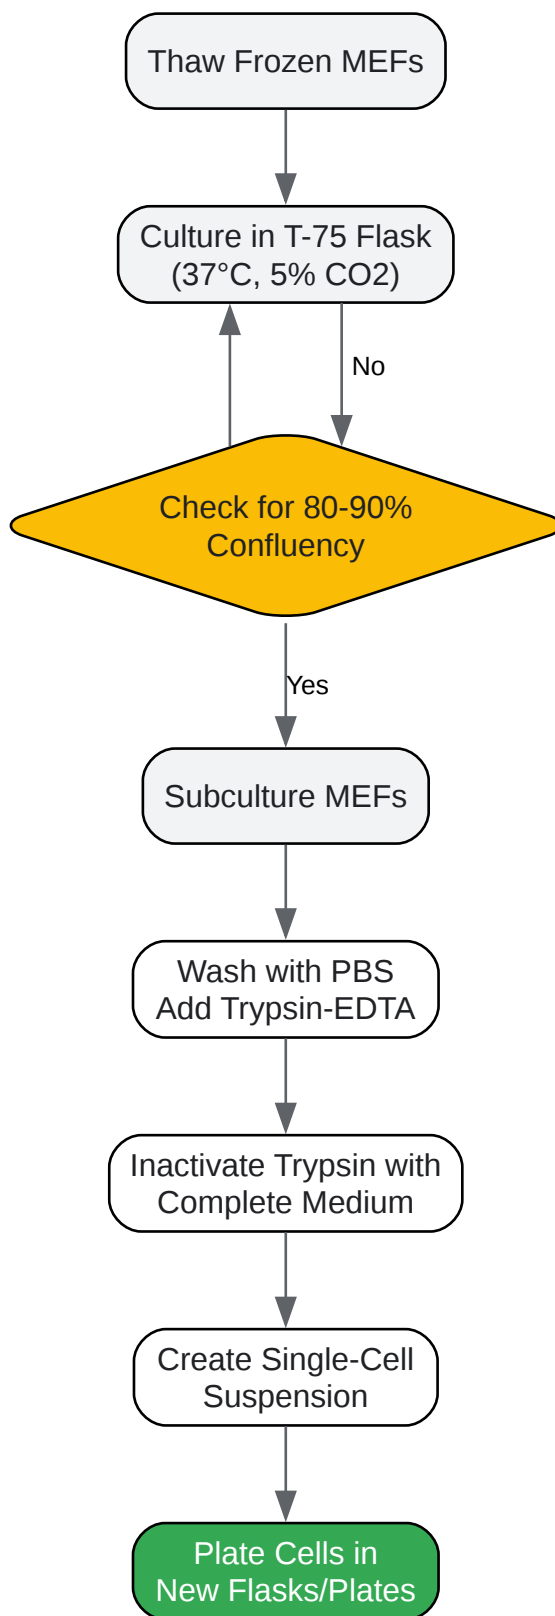 Thaw Frozen MEFs
Culture in T-75 Flask
(37°C, 5% CO2)
No
Check for 80-90%
Confluency
Yes
Subculture MEFs
Wash with PBS
Add Trypsin-EDTA
Inactivate Trypsin with
Complete Medium
Create Single-Cell
Suspension
Plate Cells in
New Flasks/Plates